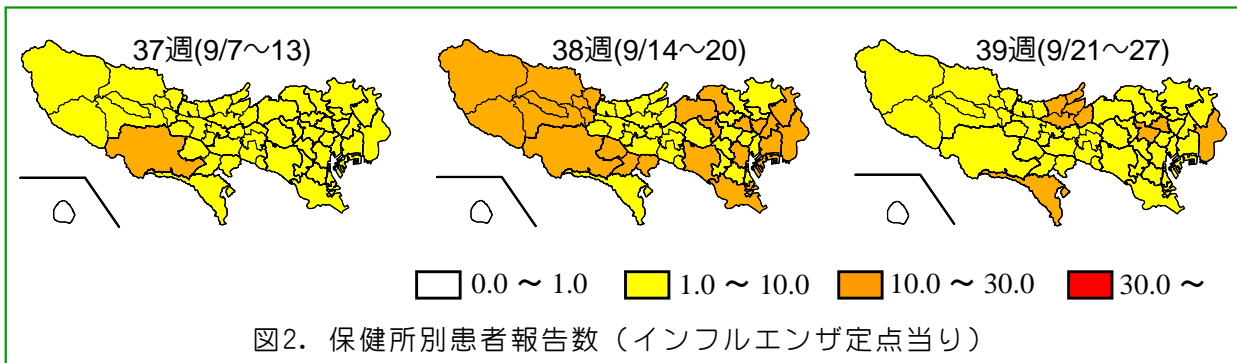 37週(9/7～13)
38週(9/14～20)
39週(9/21～27)
0.0 ～ 1.0
1.0 ～ 10.0
10.0 ～ 30.0
30.0 ～
図2．保健所別患者報告数（インフルエンザ定点当り）